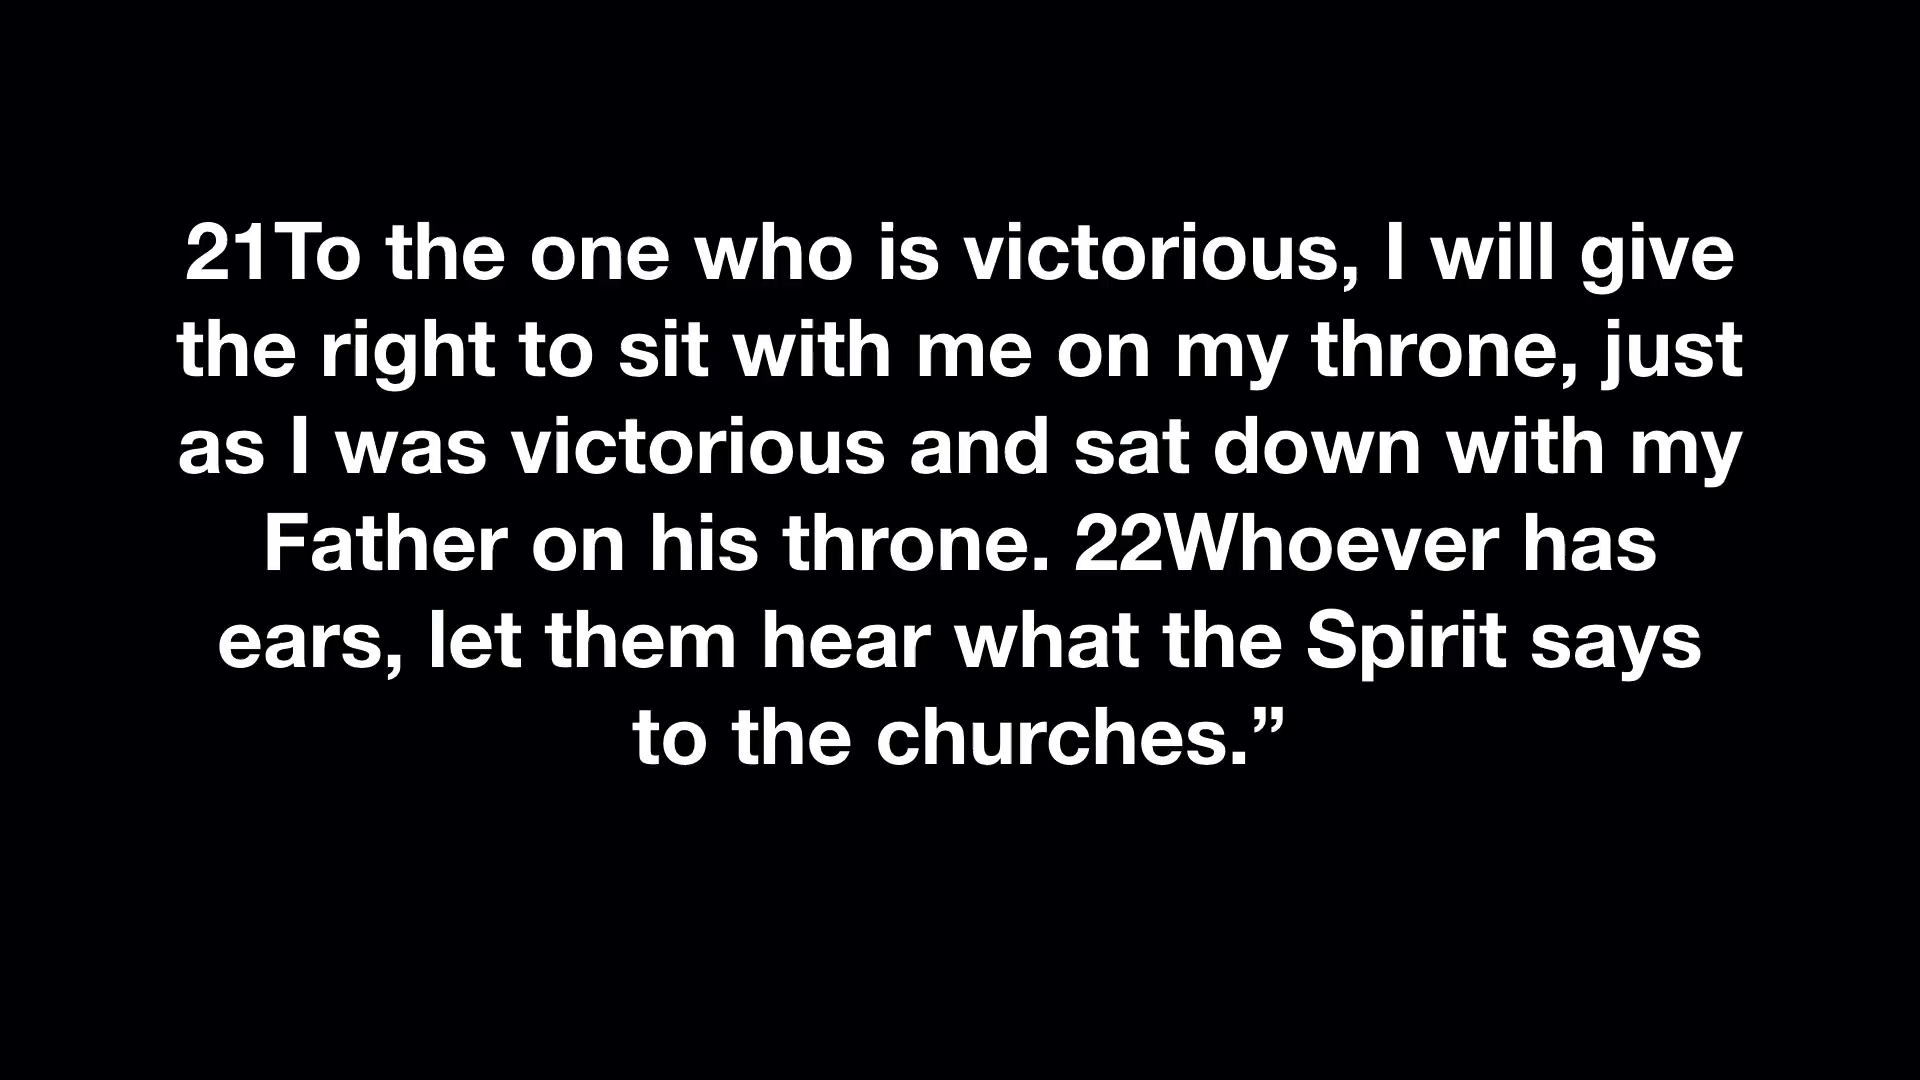 21To the one who is victorious, I will give
the right to sit with me on my throne, just
as I was victorious and sat down with my
Father on his throne. 22Whoever has
ears, let them hear what the Spirit says
to the churches.”